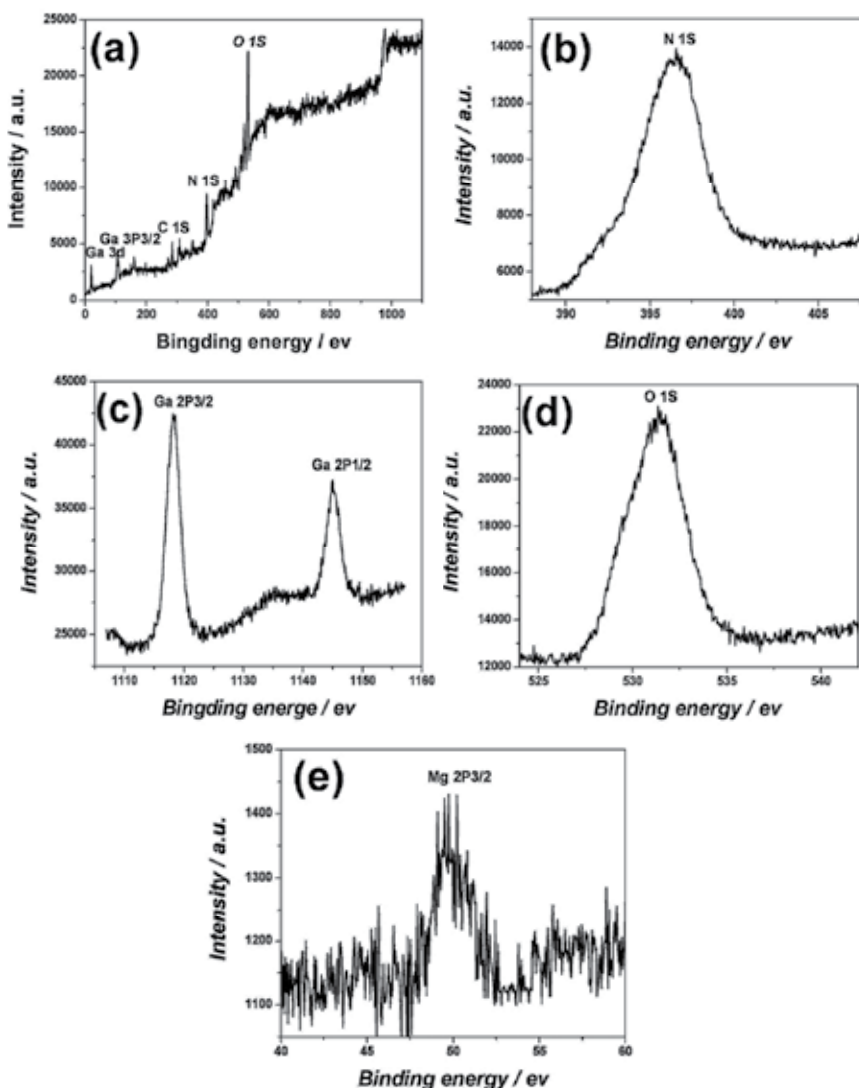 (a)
O 1S
N 1S
C 1S
Ga 3P3/2
Ga 3d
Intensity / a.u.
25000
20000
15000
10000
5000
0
0 200 400 600 800 1000
Bingding energy / ev
(b)
N 1S
Intensity / a.u.
14000
12000
10000
8000
6000
390 395 400 405
Binding energy / ev
(c)
Ga 2P3/2
Ga 2P1/2
Intensity / a.u.
45000
40000
35000
30000
25000
1110 1120 1130 1140 1150 1160
Bingding energe / ev
(d)
O 1S
Intensity / a.u.
24000
22000
20000
18000
16000
14000
12000
525 530 535 540
Binding energy / ev
(e)
Mg 2P3/2
Intensity / a.u.
1500
1400
1300
1200
1100
40 45 50 55 60
Binding energy / ev